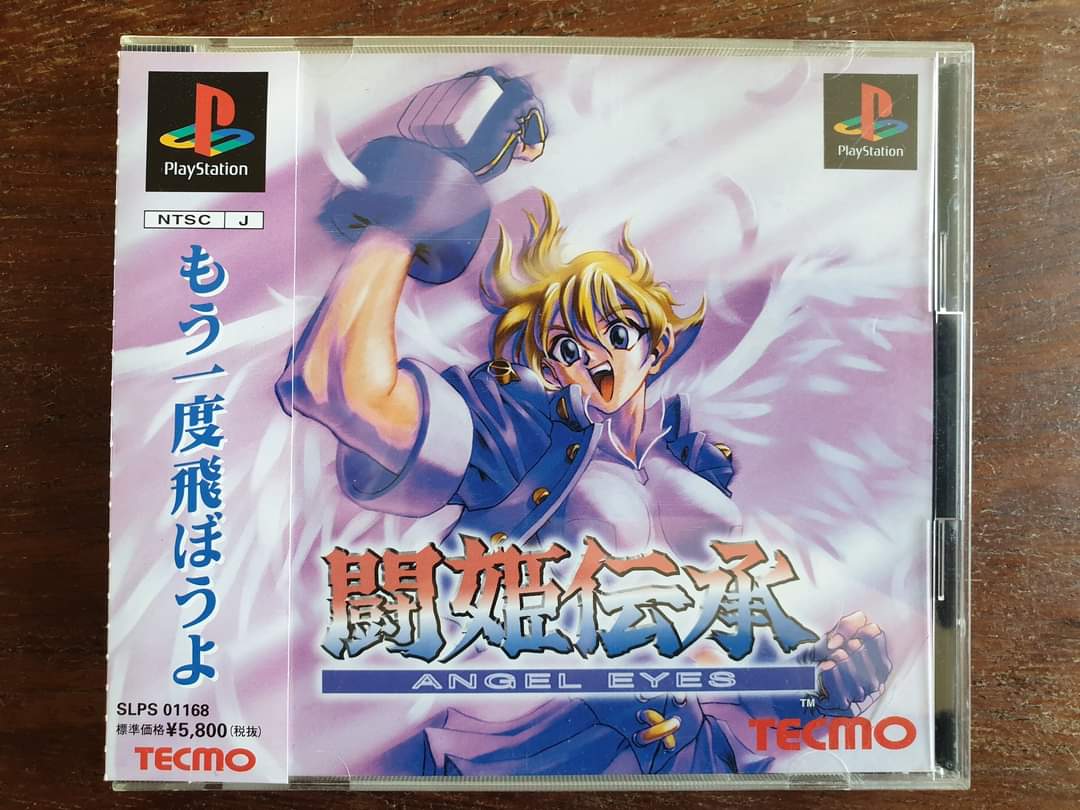 PlayStation
NTSC J
もう一度飛ぼうよ
SLPS 01168
標準価格¥5,800(税抜)
TECMO
PlayStation
闘姫伝承
ANGEL EYES
TM
TECMO